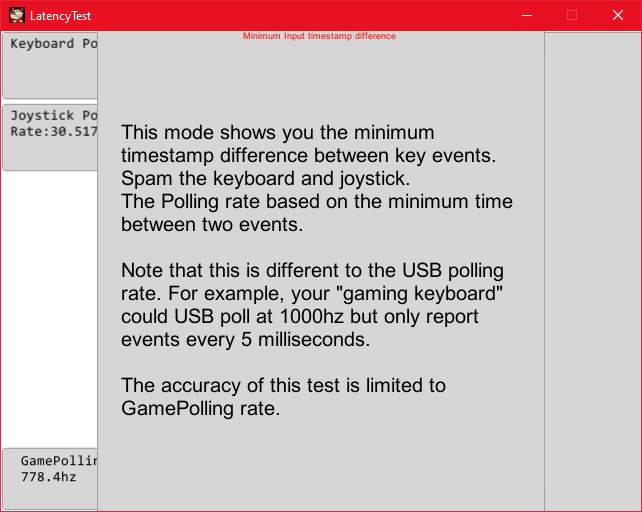 LatencyTest
Minimum Input timestamp difference
Keyboard Po
Joystick Po
Rate:30.517
This mode shows you the minimum
timestamp difference between key events.
Spam the keyboard and joystick.
The Polling rate based on the minimum time
between two events.
Note that this is different to the USB polling
rate. For example, your "gaming keyboard"
could USB poll at 1000hz but only report
events every 5 milliseconds.
The accuracy of this test is limited to
GamePolling rate.
GamePollin
778.4hz